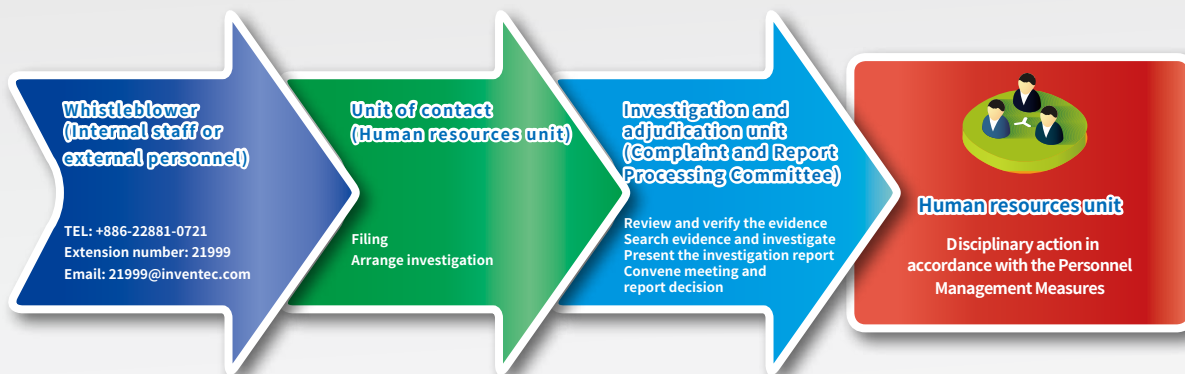 Whistleblower
(Internal staff or
external personnel)
TEL: +886-22881-0721
Extension number: 21999
Email: 21999@inventec.com
Unit of contact
(Human resources unit)
Filing
Arrange investigation
Investigation and
adjudication unit
(Complaint and Report
Processing Committee)
Review and verify the evidence
Search evidence and investigate
Present the investigation report
Convene meeting and
report decision
Human resources unit
Disciplinary action in
accordance with the Personnel
Management Measures